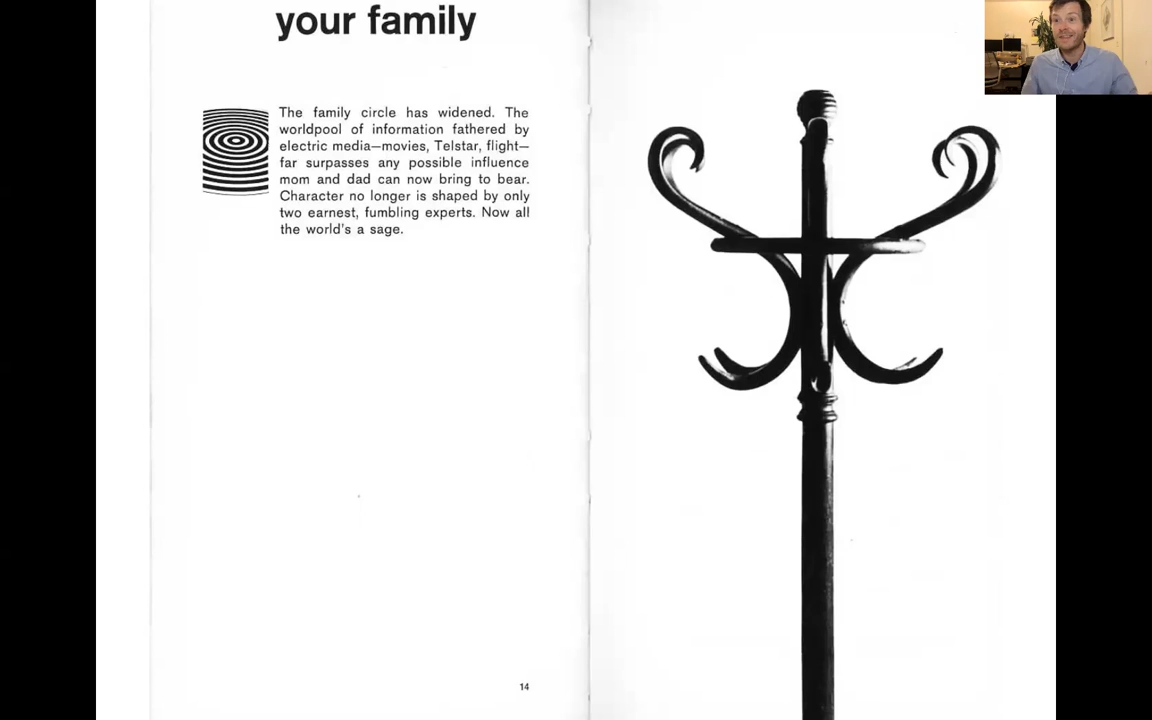 your family
The family circle has widened. The
worldpool of information fathered by
electric media—movies, Telstar, flight—
far surpasses any possible influence
mom and dad can now bring to bear.
Character no longer is shaped by only
two earnest, fumbling experts. Now all
the world's a sage.
14